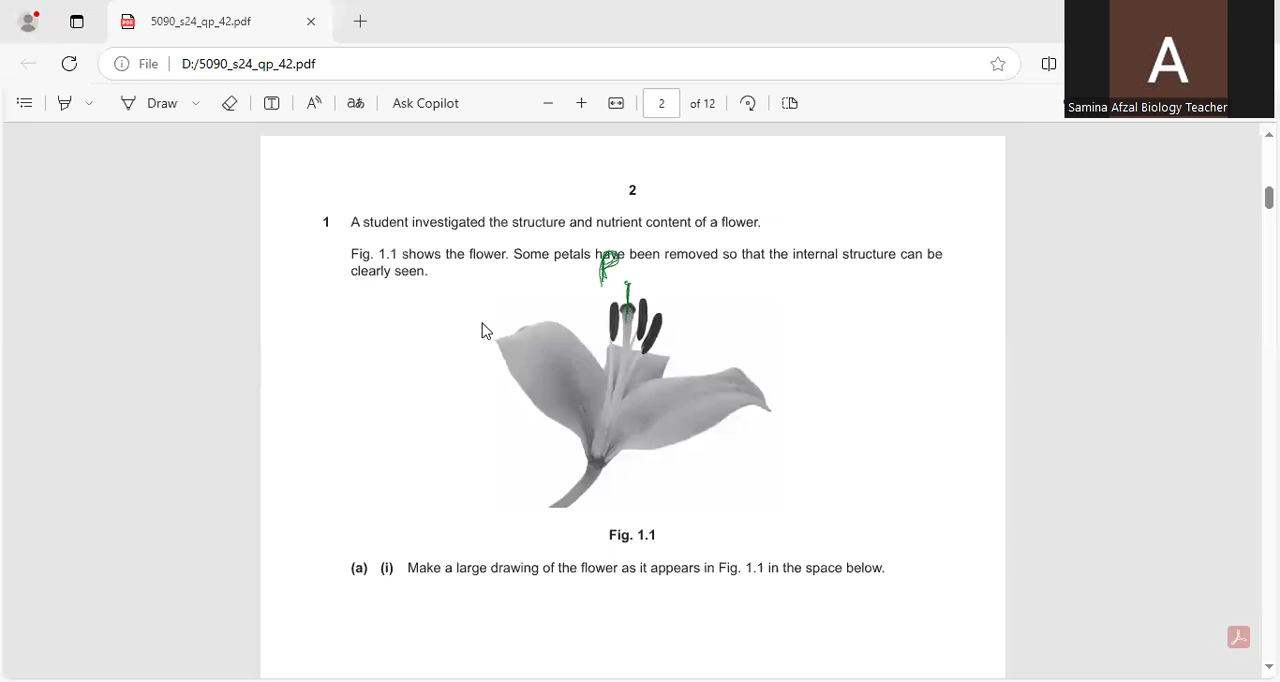 5090_s24_qp_42.pdf
File
D:/5090_s24_qp_42.pdf
A
Samina Afzal Biology Teacher
Draw
aあ
Ask Copilot
2
of 12
2
1 A student investigated the structure and nutrient content of a flower.
Fig. 1.1 shows the flower. Some petals have been removed so that the internal structure can be
clearly seen.
P
Fig. 1.1
(a) (i) Make a large drawing of the flower as it appears in Fig. 1.1 in the space below.